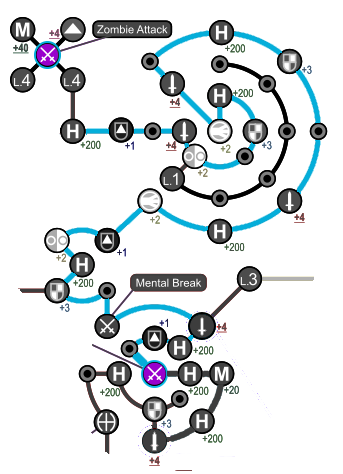 M
+40
+4
Zombie Attack
L.4
L.4
H
+200
+3
+4
H
+200
H
+200
+1
+4
+2
+3
+2
L.1
+2
+4
H
+200
+2
+1
H
+200
+3
Mental Break
L.3
+4
+1
H
+200
H
+200
H
+200
M
+20
+3
H
+200
+4